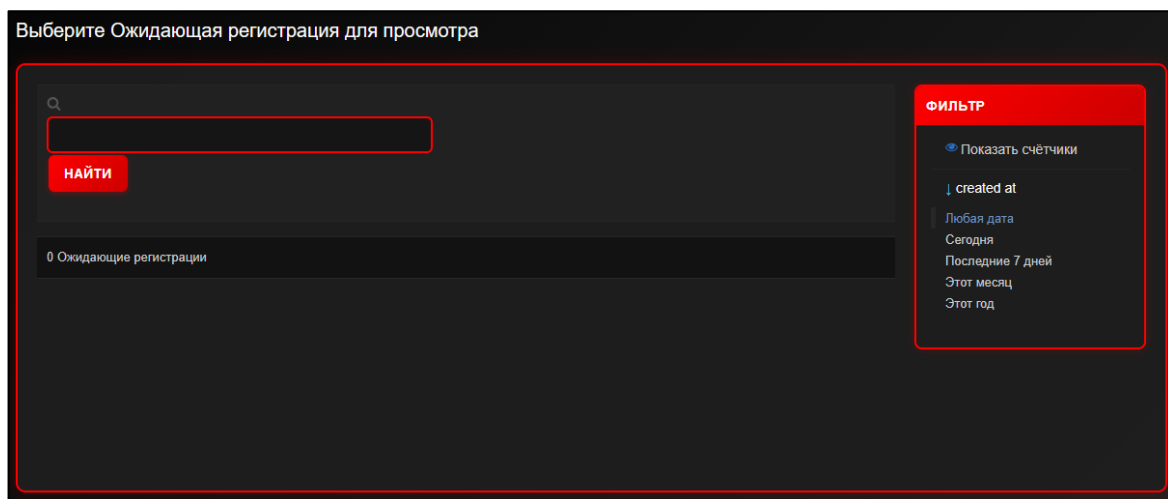 Выберите Ожидающая регистрация для просмотра
НАЙТИ
0 Ожидающие регистрации
ФИЛЬТР
Показать счётчики
↓ created at
Любая дата
Сегодня
Последние 7 дней
Этот месяц
Этот год